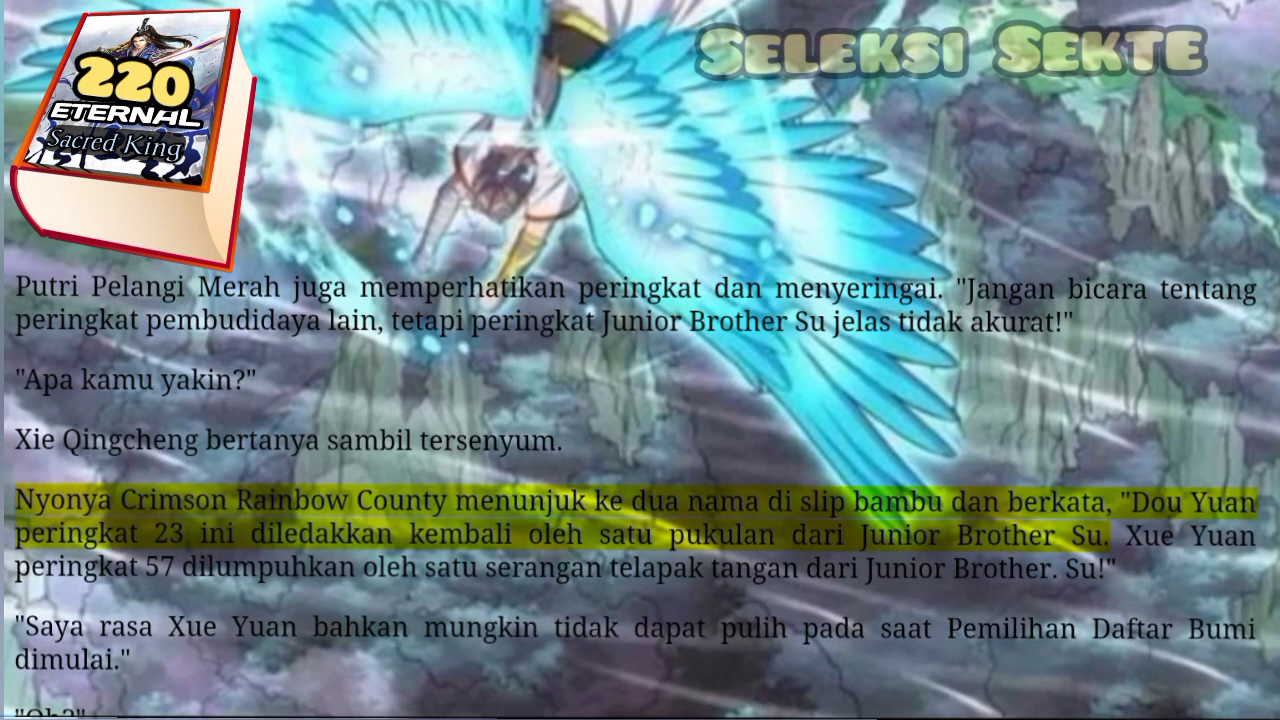 SELEKSI SEKTE
220
ETERNAL
Sacred King
Putri Pelangi Merah juga memperhatikan peringkat dan menyeringai. "Jangan bicara tentang
peringkat pembudidaya lain, tetapi peringkat Junior Brother Su jelas tidak akurat!"
"Apa kamu yakin?"
Xie Qingcheng bertanya sambil tersenyum.
Nyonya Crimson Rainbow County menunjuk ke dua nama di slip bambu dan berkata, "Dou Yuan
peringkat 23 ini diledakkan kembali oleh satu pukulan dari Junior Brother Su. Xue Yuan
peringkat 57 dilumpuhkan oleh satu serangan telapak tangan dari Junior Brother. Su!"
"Saya rasa Xue Yuan bahkan mungkin tidak dapat pulih pada saat Pemilihan Daftar Bumi
dimulai."